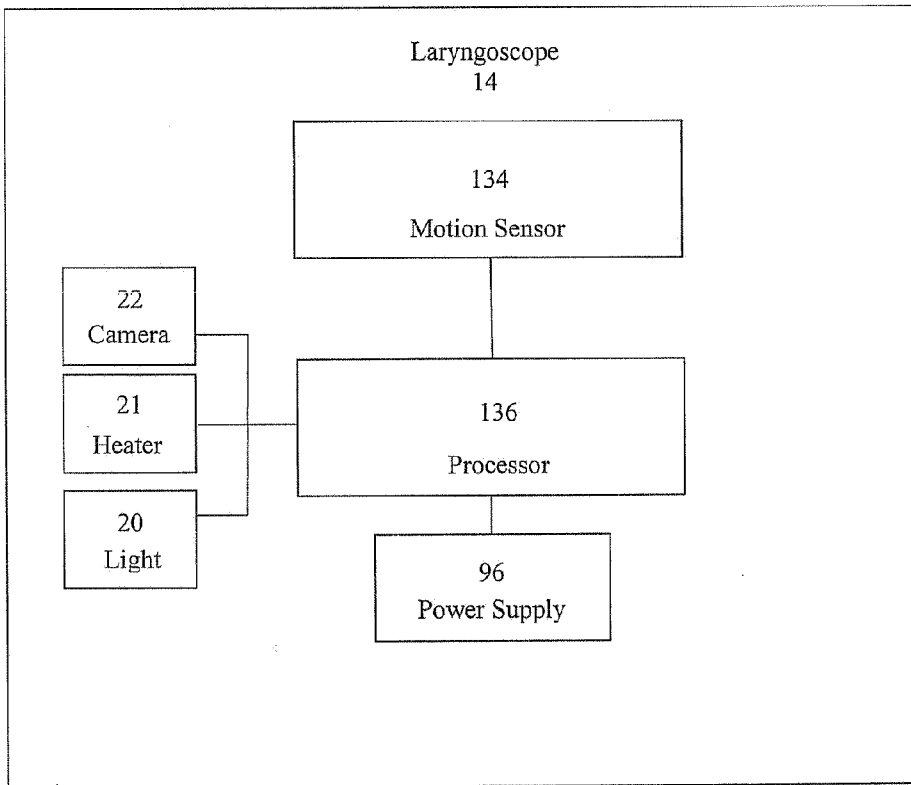 Laryngoscope
14
134
Motion Sensor
22
Camera
21
Heater
20
Light
136
Processor
96
Power Supply